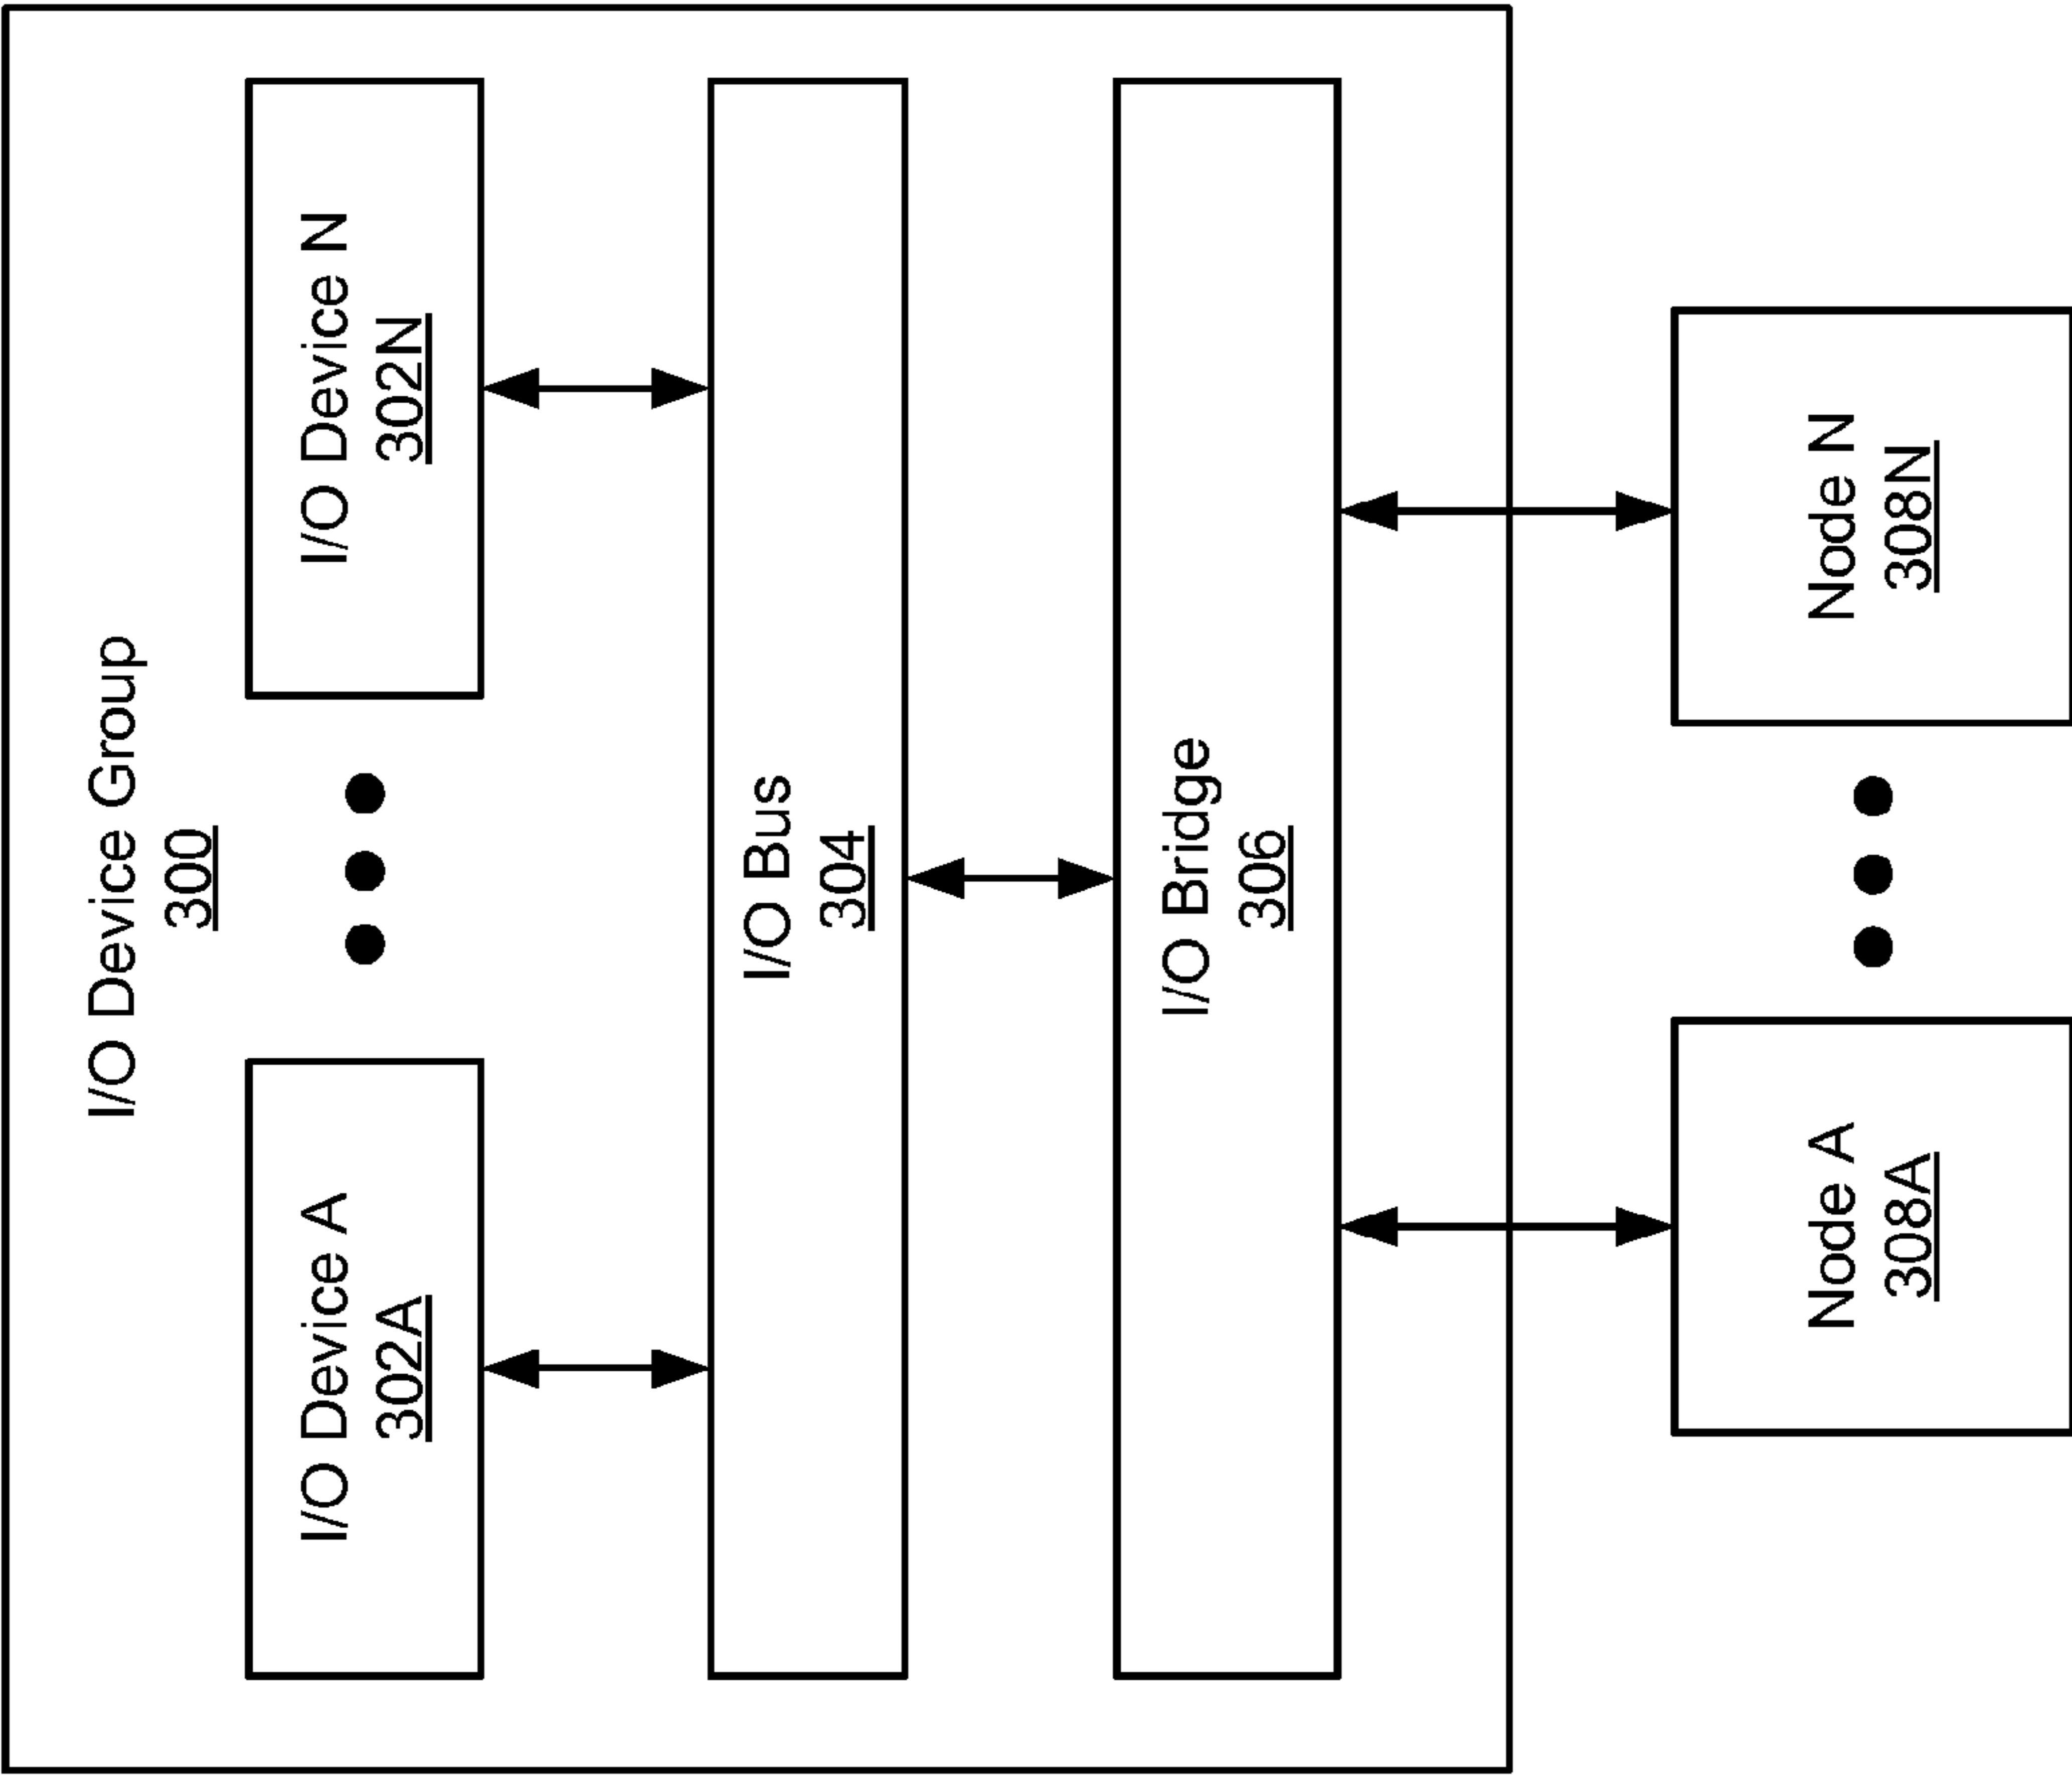 I/O Device Group
300
I/O Device A
302A
I/O Device N
302N
I/O Bus
304
I/O Bridge
306
Node A
308A
Node N
308N